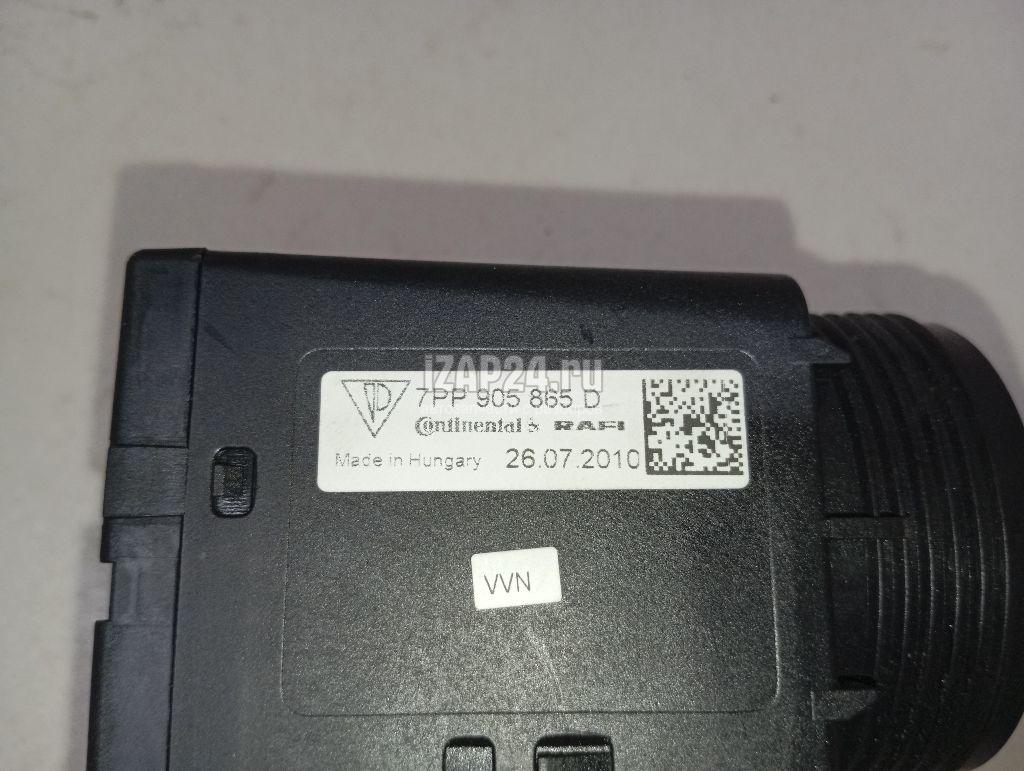 iZAP24.ru
7PP 905 865 D
Continental & RAFI
Made in Hungary 26.07.2010
VVN